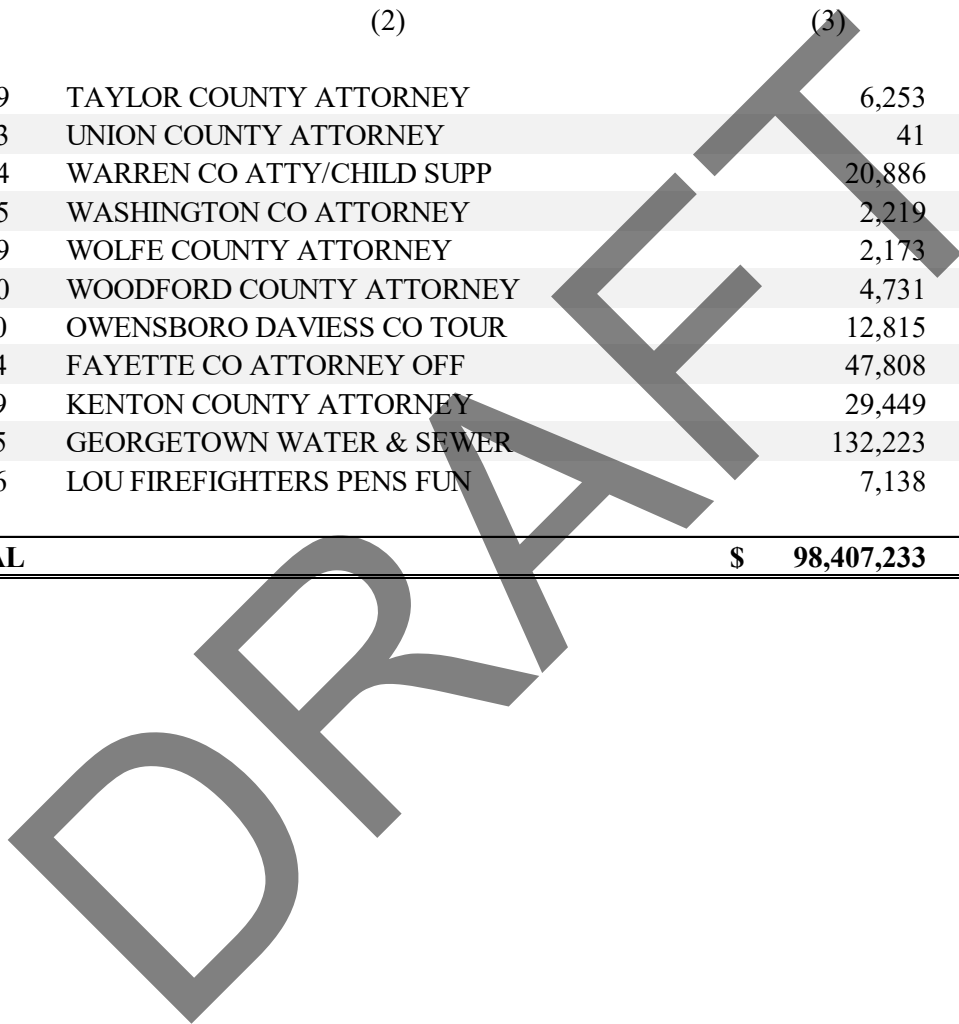 (2) (3)
9 TAYLOR COUNTY ATTORNEY 6,253
3 UNION COUNTY ATTORNEY 41
4 WARREN CO ATTY/CHILD SUPP 20,886
5 WASHINGTON CO ATTORNEY 2,219
9 WOLFE COUNTY ATTORNEY 2,173
0 WOODFORD COUNTY ATTORNEY 4,731
0 OWENSBORO DAVIESS CO TOUR 12,815
4 FAYETTE CO ATTORNEY OFF 47,808
9 KENTON COUNTY ATTORNEY 29,449
5 GEORGETOWN WATER & SEWER 132,223
6 LOU FIREFIGHTERS PENS FUN 7,138
AL $ 98,407,233
DRAFT